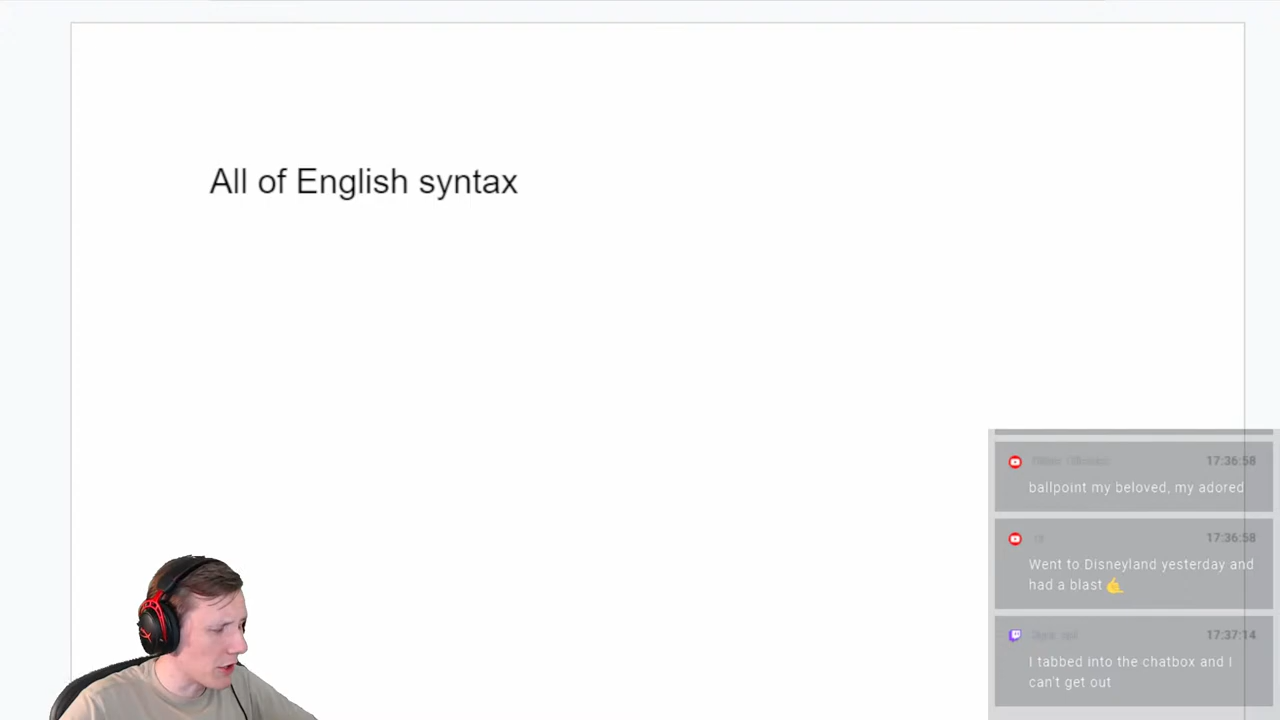 All of English syntax
17:36:58
ballpoint my beloved, my adored
17:36:58
Went to Disneyland yesterday and
had a blast 🤙
17:37:14
I tabbed into the chatbox and I
can't get out